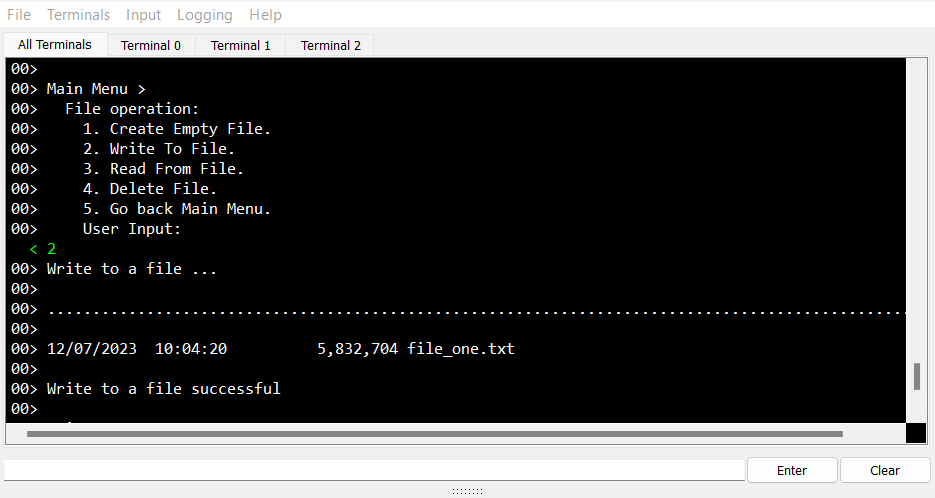 File Terminals Input Logging Help
All Terminals Terminal 0 Terminal 1 Terminal 2
00>
00> Main Menu >
00> File operation:
00> 1. Create Empty File.
00> 2. Write To File.
00> 3. Read From File.
00> 4. Delete File.
00> 5. Go back Main Menu.
00> User Input:
< 2
00> Write to a file ...
00>
00> ................................................................................................
00>
00> 12/07/2023 10:04:20 5,832,704 file_one.txt
00>
00> Write to a file successful
00>
Enter Clear